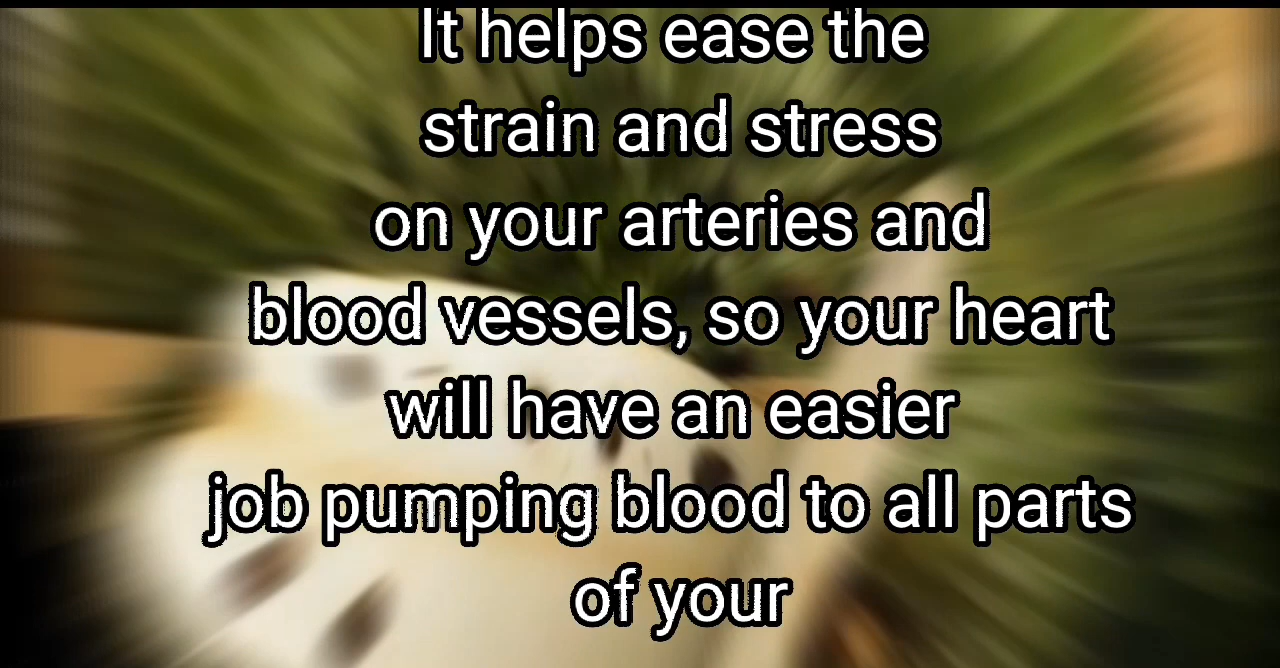 It helps ease the
strain and stress
on your arteries and
blood vessels, so your heart
will have an easier
job pumping blood to all parts
of your